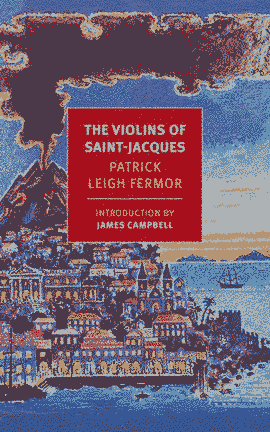 THE VIOLINS OF
SAINT-JACQUES
PATRICK
LEIGH FERMOR
INTRODUCTION BY
JAMES CAMPBELL